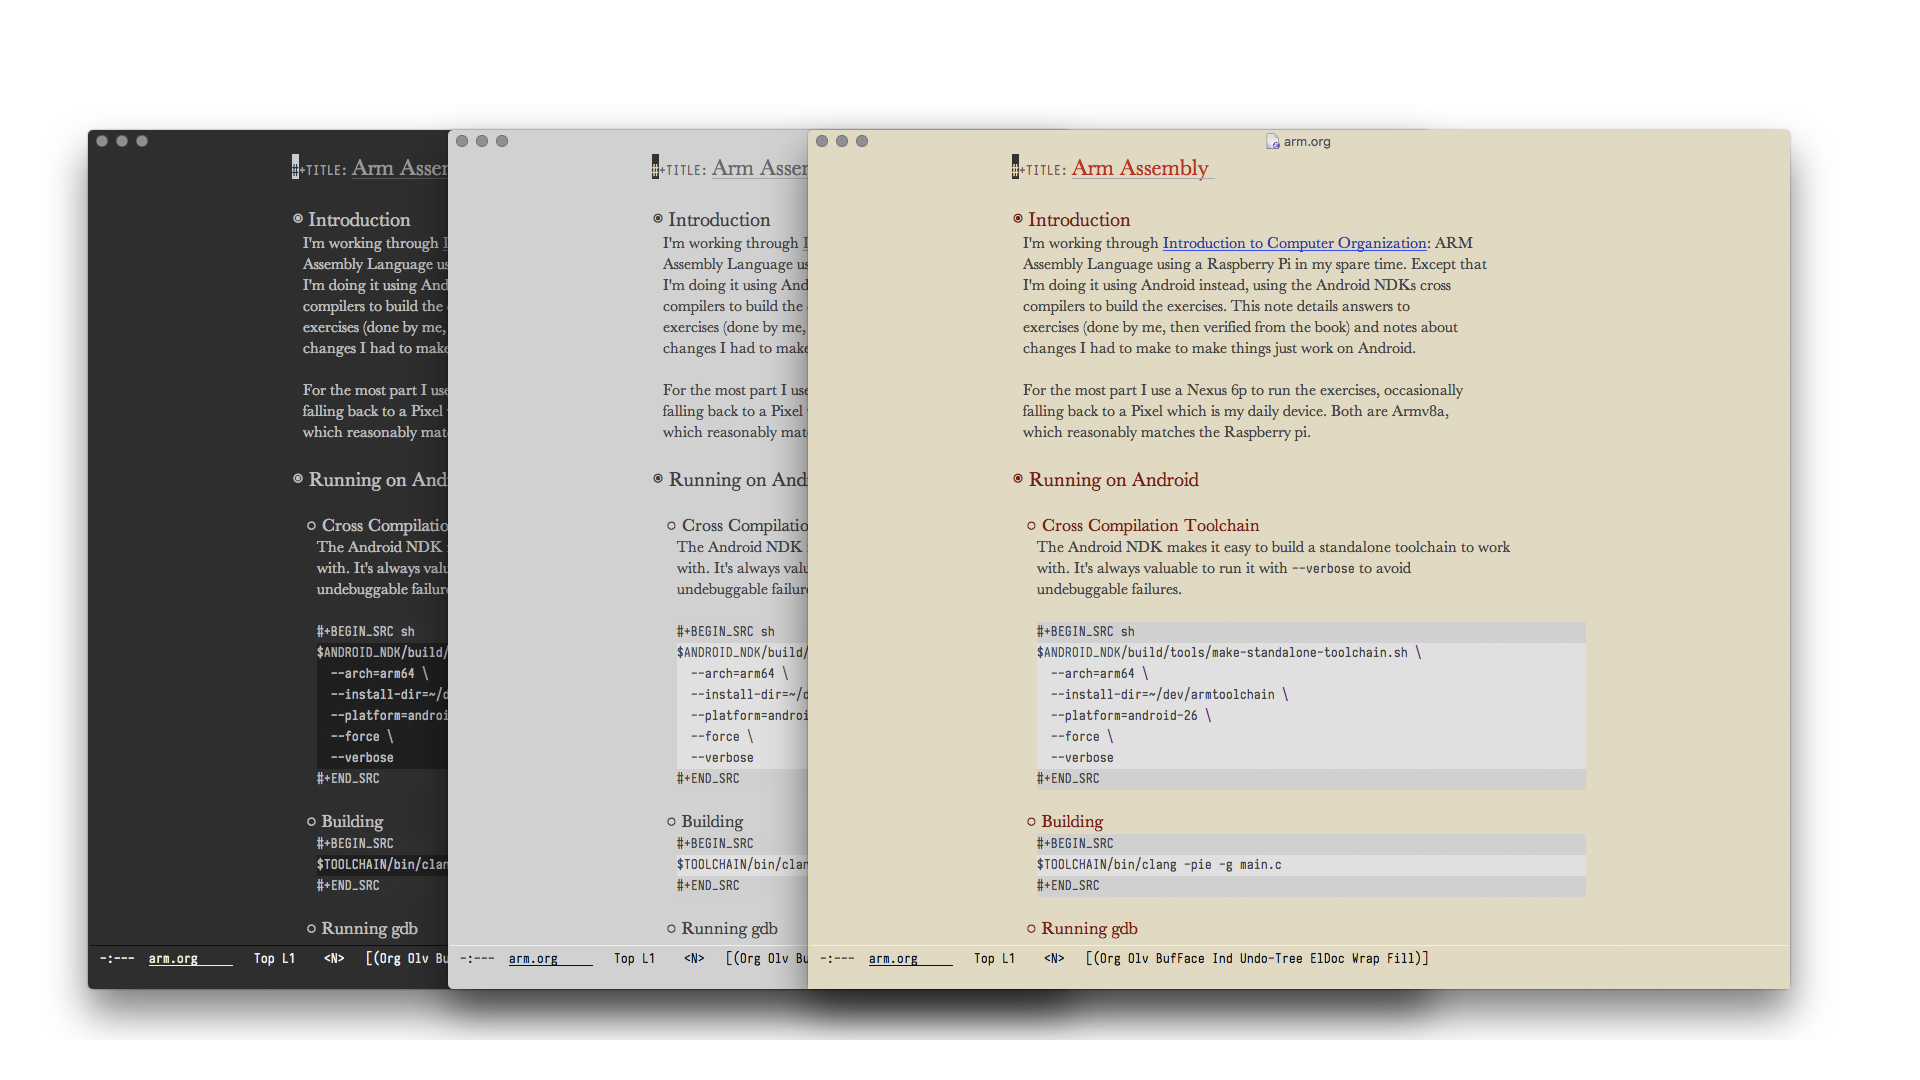 #+TITLE: Arm Asser
Introduction
I'm working through I
Assembly Language us
I'm doing it using And
compilers to build the
exercises (done by me,
changes I had to make
For the most part I use
falling back to a Pixel
which reasonably mat
Running on And
Cross Compilatio
The Android NDK
with. It's always valu
undebuggable failur
#+BEGIN_SRC sh
$ANDROID_NDK/build/
--arch=arm64 \
--install-dir=~/d
--platform=androi
--force \
--verbose
#+END_SRC
Building
#+BEGIN_SRC
$TOOLCHAIN/bin/clan
#+END_SRC
Running gdb
-:--- arm.org Top L1 <N> [(Org Olv Bu
#+TITLE: Arm Asser
Introduction
I'm working through I
Assembly Language us
I'm doing it using And
compilers to build the
exercises (done by me,
changes I had to make
For the most part I use
falling back to a Pixel
which reasonably mat
Running on And
Cross Compilatio
The Android NDK
with. It's always valu
undebuggable failur
#+BEGIN_SRC sh
$ANDROID_NDK/build/
--arch=arm64 \
--install-dir=~/d
--platform=androi
--force \
--verbose
#+END_SRC
Building
#+BEGIN_SRC
$TOOLCHAIN/bin/clan
#+END_SRC
Running gdb
-:--- arm.org Top L1 <N> [(Org Olv Bu
arm.org
#+TITLE: Arm Assembly
Introduction
I'm working through Introduction to Computer Organization: ARM
Assembly Language using a Raspberry Pi in my spare time. Except that
I'm doing it using Android instead, using the Android NDKs cross
compilers to build the exercises. This note details answers to
exercises (done by me, then verified from the book) and notes about
changes I had to make to make things just work on Android.
For the most part I use a Nexus 6p to run the exercises, occasionally
falling back to a Pixel which is my daily device. Both are Armv8a,
which reasonably matches the Raspberry pi.
Running on Android
Cross Compilation Toolchain
The Android NDK makes it easy to build a standalone toolchain to work
with. It's always valuable to run it with --verbose to avoid
undebuggable failures.
#+BEGIN_SRC sh
$ANDROID_NDK/build/tools/make-standalone-toolchain.sh \
--arch=arm64 \
--install-dir=~/dev/armtoolchain \
--platform=android-26 \
--force \
--verbose
#+END_SRC
Building
#+BEGIN_SRC
$TOOLCHAIN/bin/clang -pie -g main.c
#+END_SRC
Running gdb
-:--- arm.org Top L1 <N> [(Org Olv BufFace Ind Undo-Tree ElDoc Wrap Fill)]